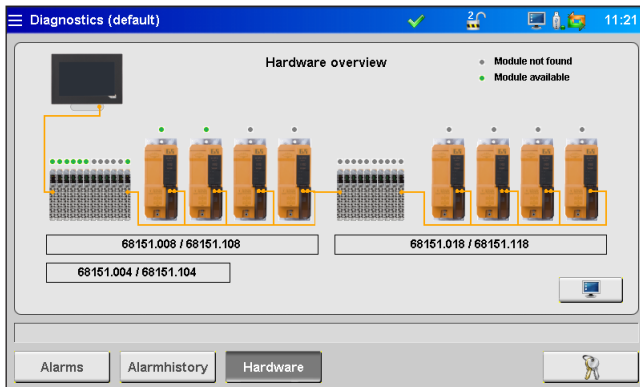 Diagnostics (default)
2
11:21
Hardware overview
Module not found
Module available
68151.008 / 68151.108
68151.018 / 68151.118
68151.004 / 68151.104
Alarms
Alarmhistory
Hardware